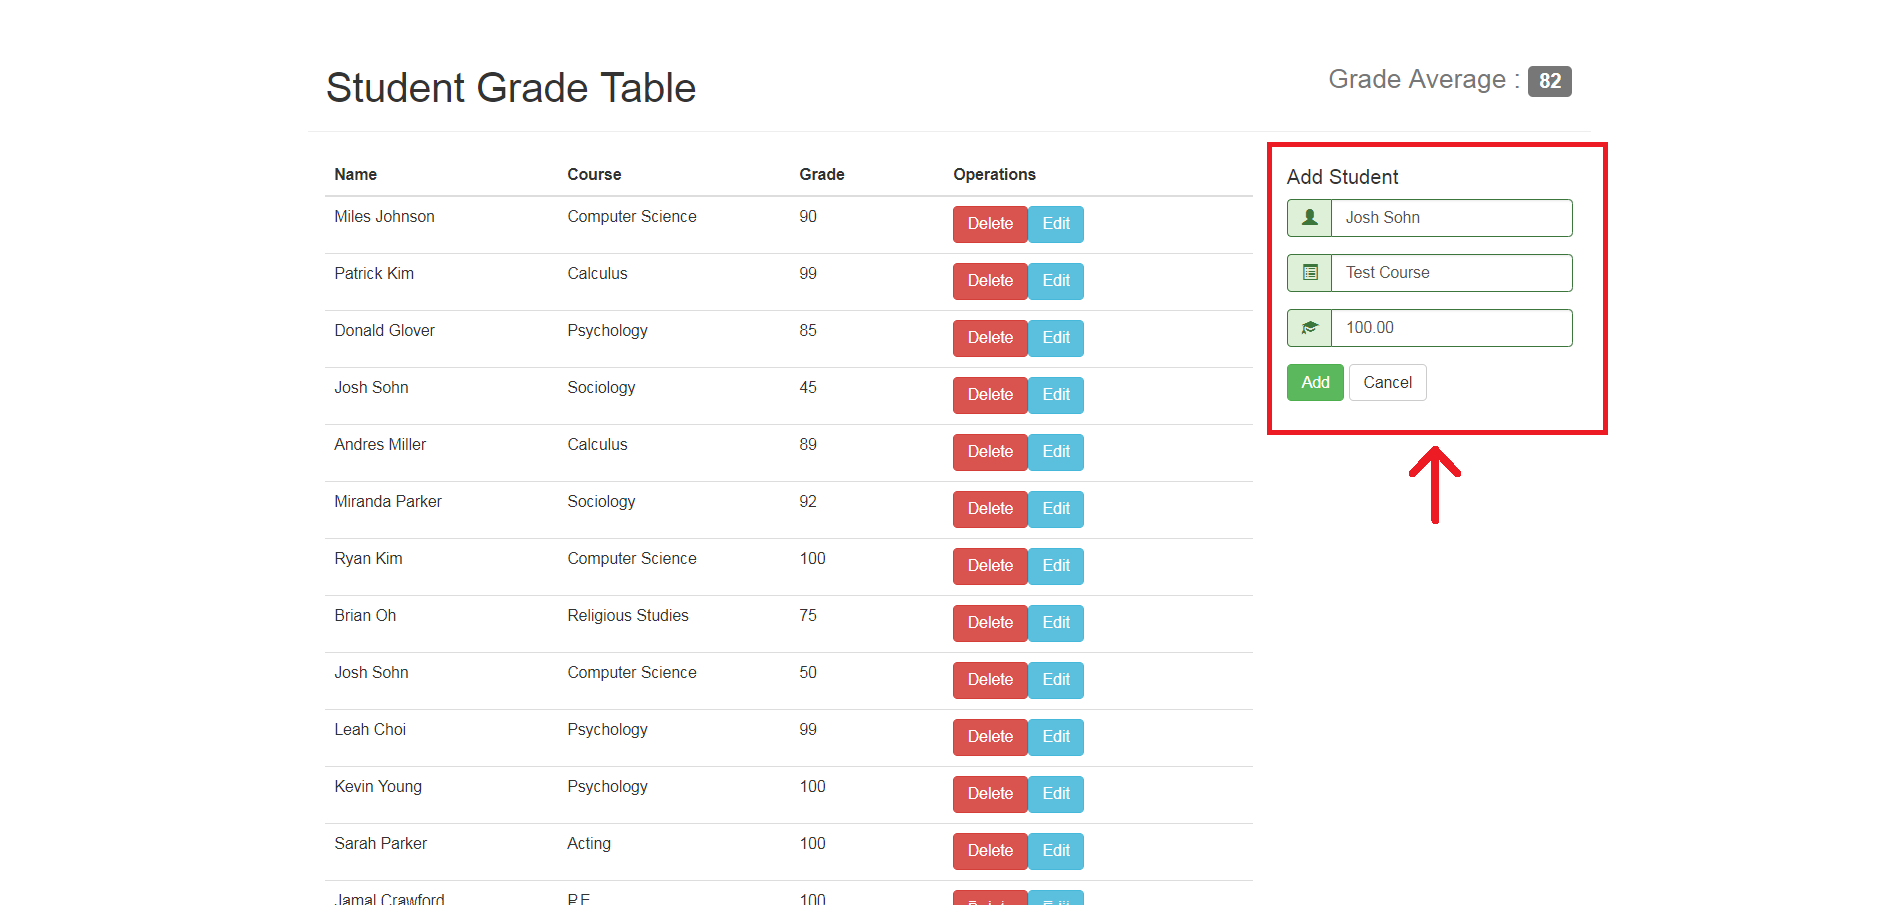 Student Grade Table
Grade Average : 82
Name Course Grade Operations
Miles Johnson Computer Science 90 Delete Edit
Patrick Kim Calculus 99 Delete Edit
Donald Glover Psychology 85 Delete Edit
Josh Sohn Sociology 45 Delete Edit
Andres Miller Calculus 89 Delete Edit
Miranda Parker Sociology 92 Delete Edit
Ryan Kim Computer Science 100 Delete Edit
Brian Oh Religious Studies 75 Delete Edit
Josh Sohn Computer Science 50 Delete Edit
Leah Choi Psychology 99 Delete Edit
Kevin Young Psychology 100 Delete Edit
Sarah Parker Acting 100 Delete Edit
Jamal Crawford P.E 100 Delete Edit
Add Student
Josh Sohn
Test Course
100.00
Add Cancel